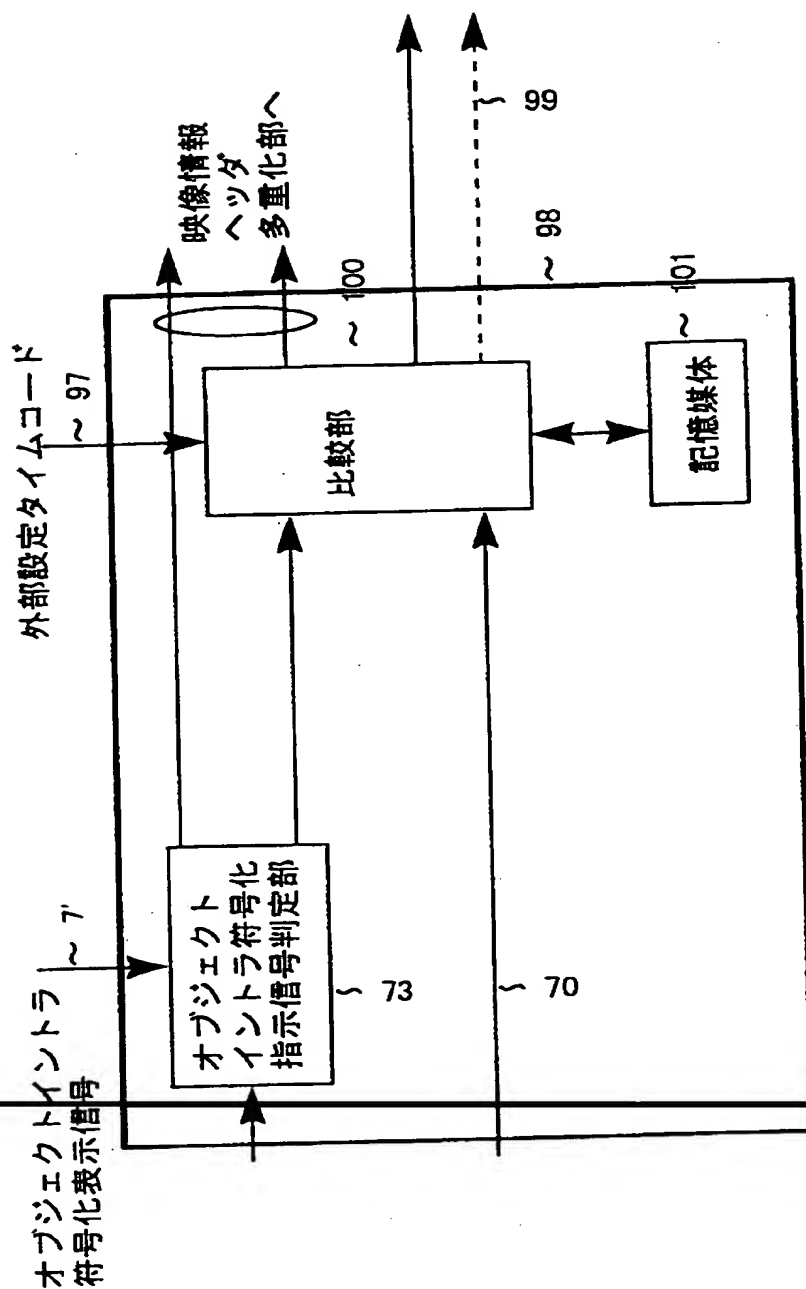 オブジェクトイントラ
符号化表示信号
7'
外部設定タイムコード
97
映像情報
ヘッダ
多重化部へ
オブジェクト
イントラ符号化
指示信号判定部
73
比較部
100
99
98
70
記憶媒体
101